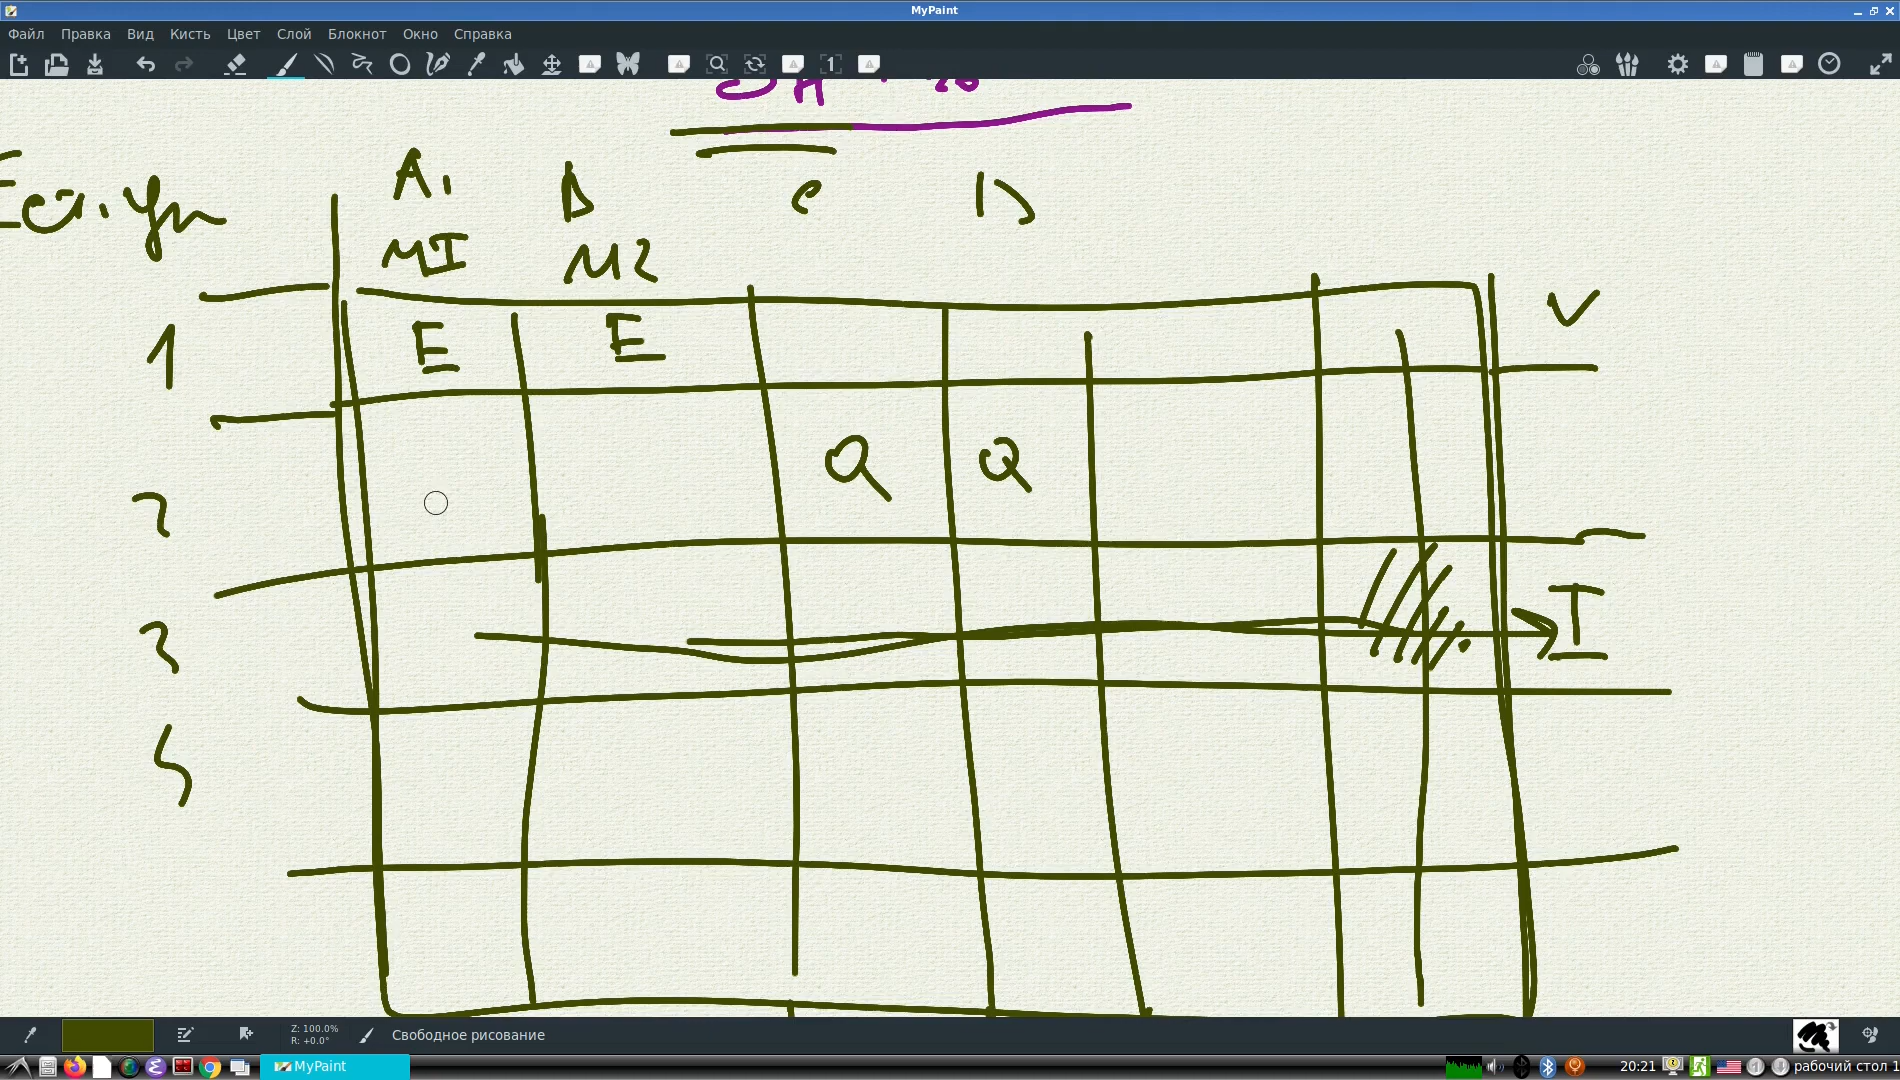 MyPaint
Файл Правка Вид Кисть Цвет Слой Блокнот Окно Справка
A, B C D
MI M2
V
1 E E
2 Q Q
3 I
Z: 100.0%
R: +0.0°
Свободное рисование
MyPaint
20:21
рабочий стол 1